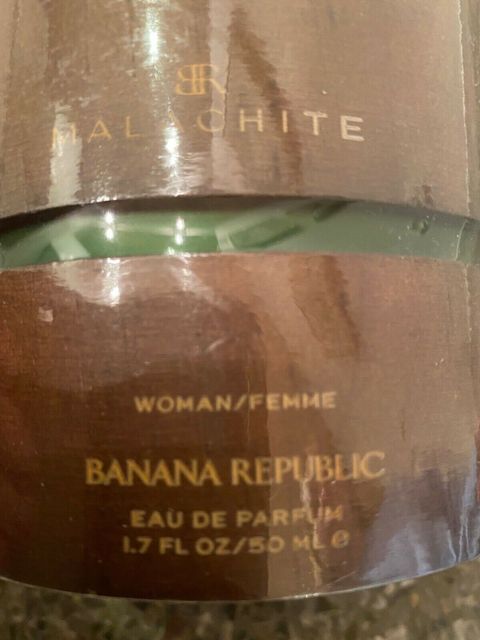 BR
MALACHITE
WOMAN/FEMME
BANANA REPUBLIC
EAU DE PARFUM
1.7 FL OZ/50 ML e